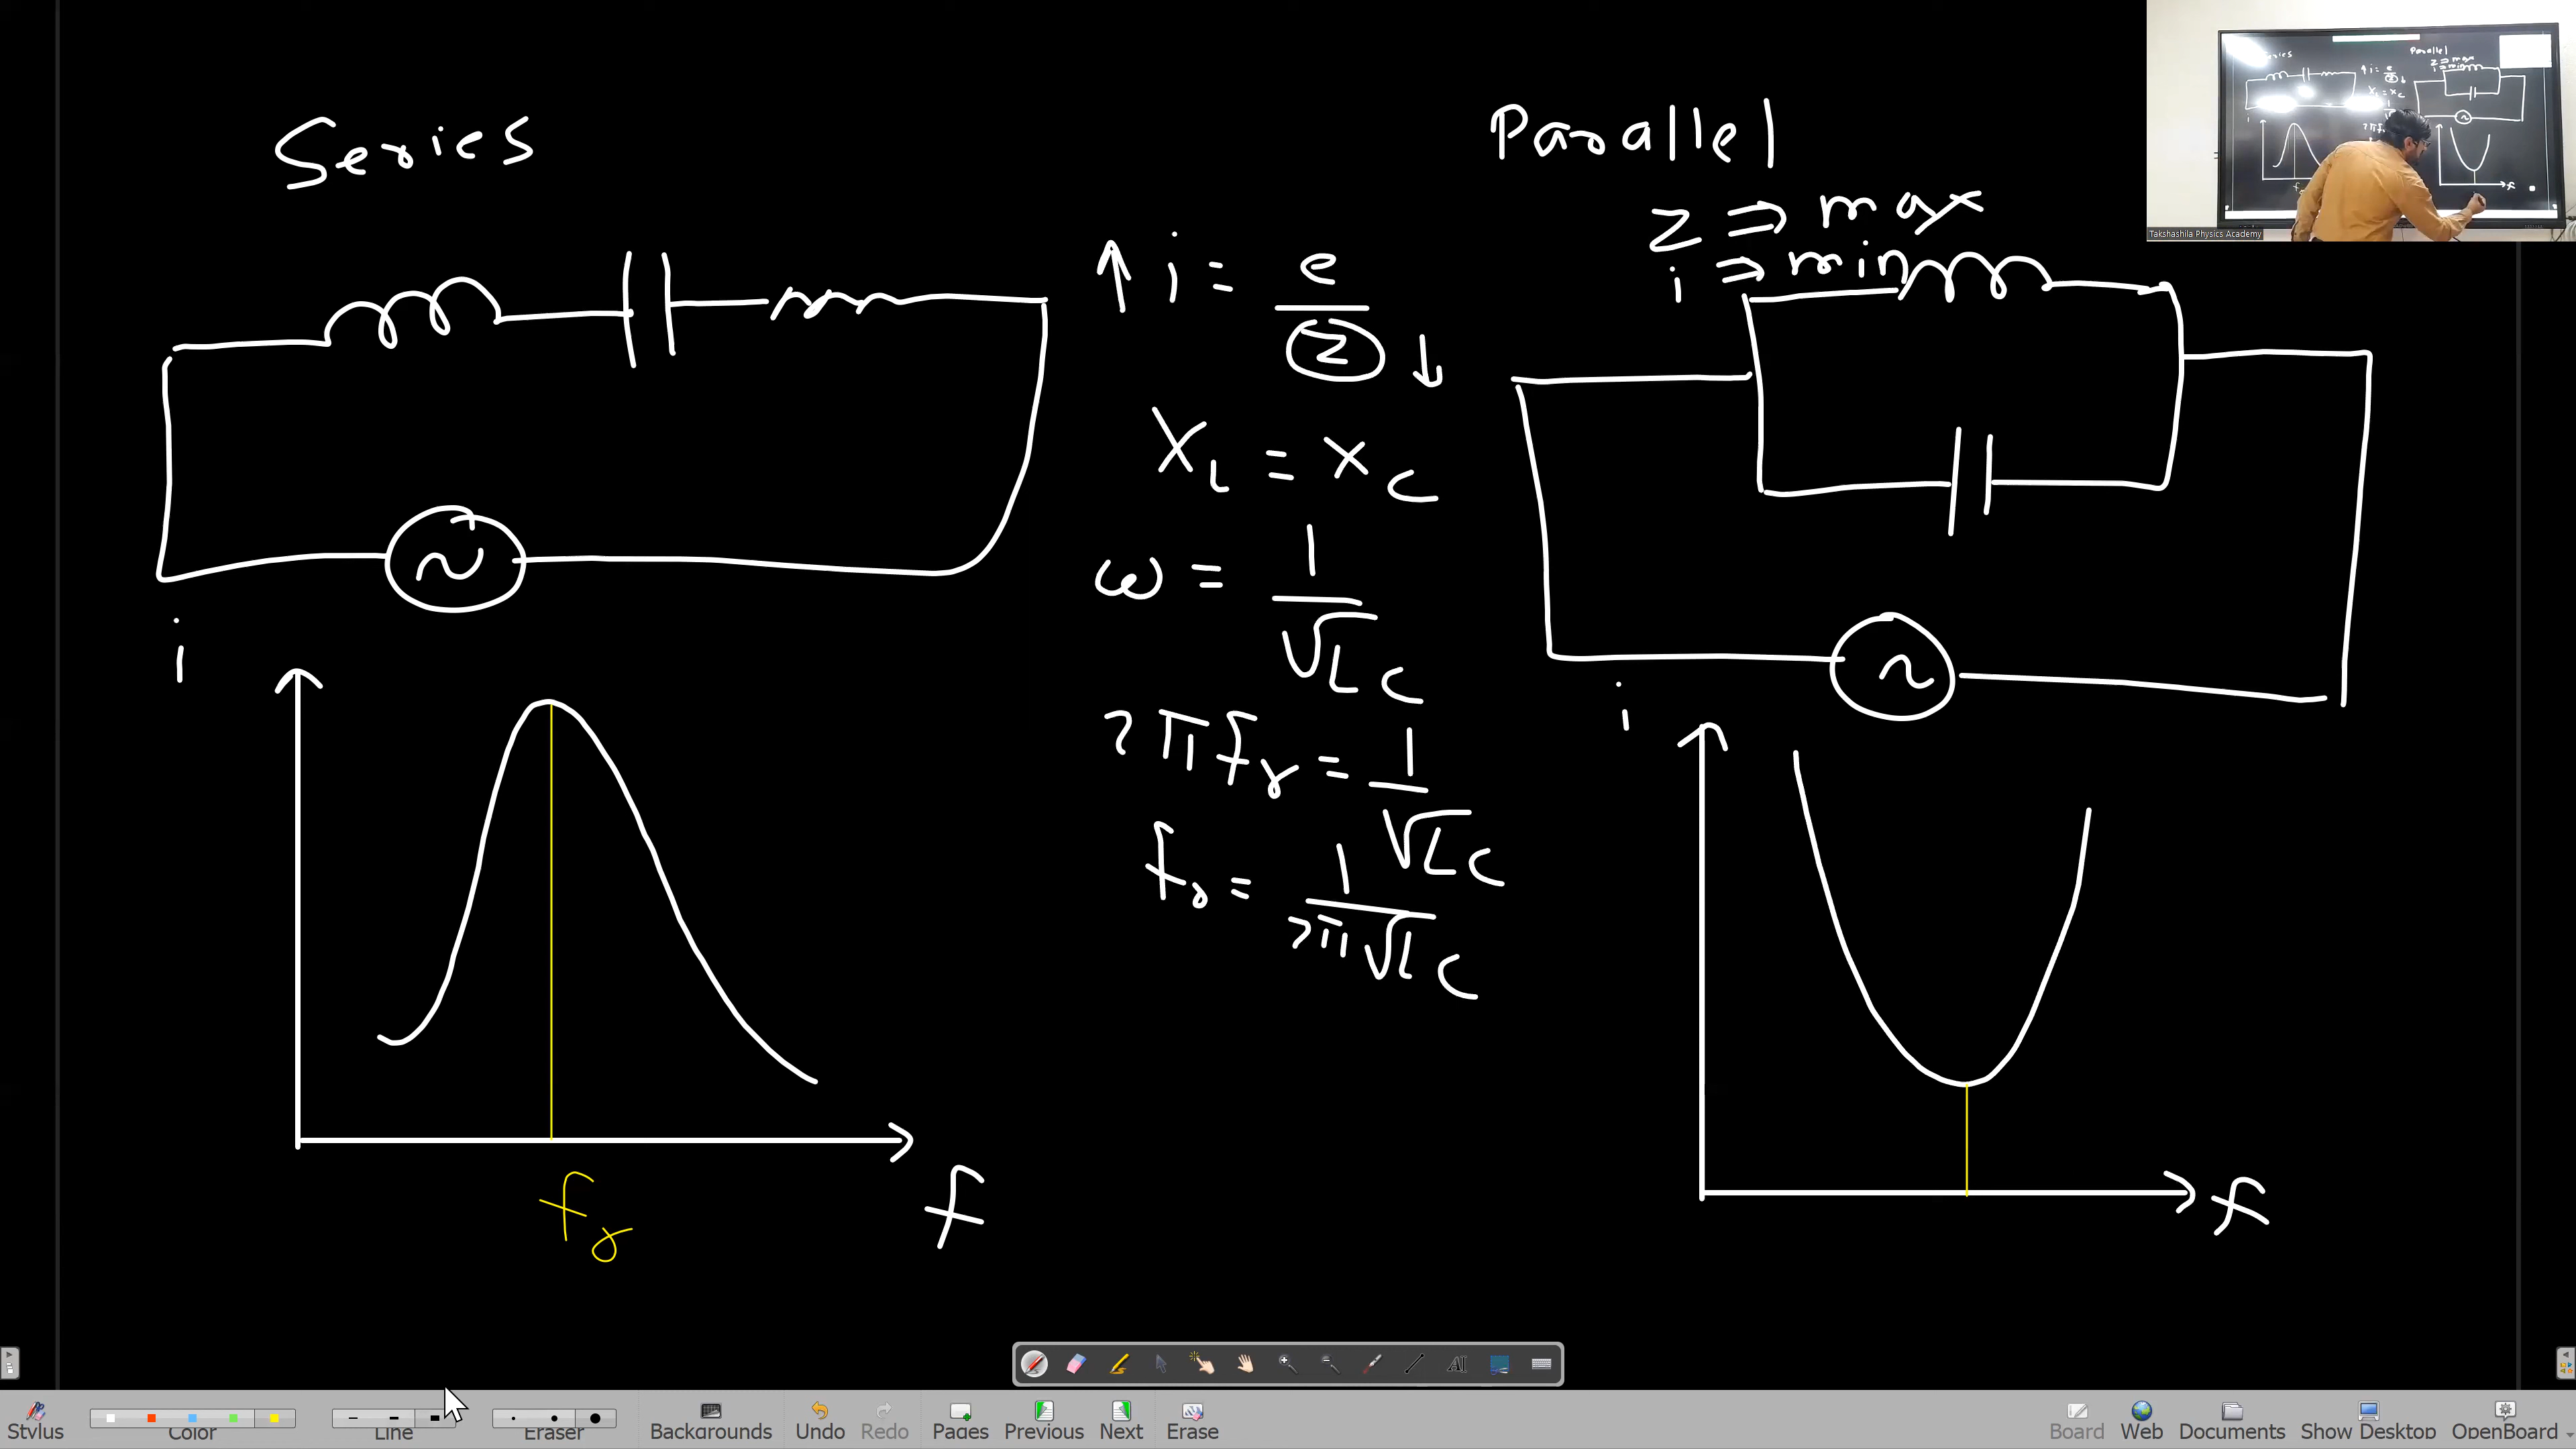 Series
Parallel
Z ⇒ max
i ⇒ min
↑ i = e / Z ↓
X_L = X_C
ω = 1 / √LC
2πf_r = 1 / √LC
f_r = 1 / 2π√LC
i
f_r
f
i
f
Takshashila Physics Academy
Stylus
Color
Line
Eraser
Backgrounds
Undo
Redo
Pages
Previous
Next
Erase
Board
Web
Documents
Show Desktop
OpenBoard